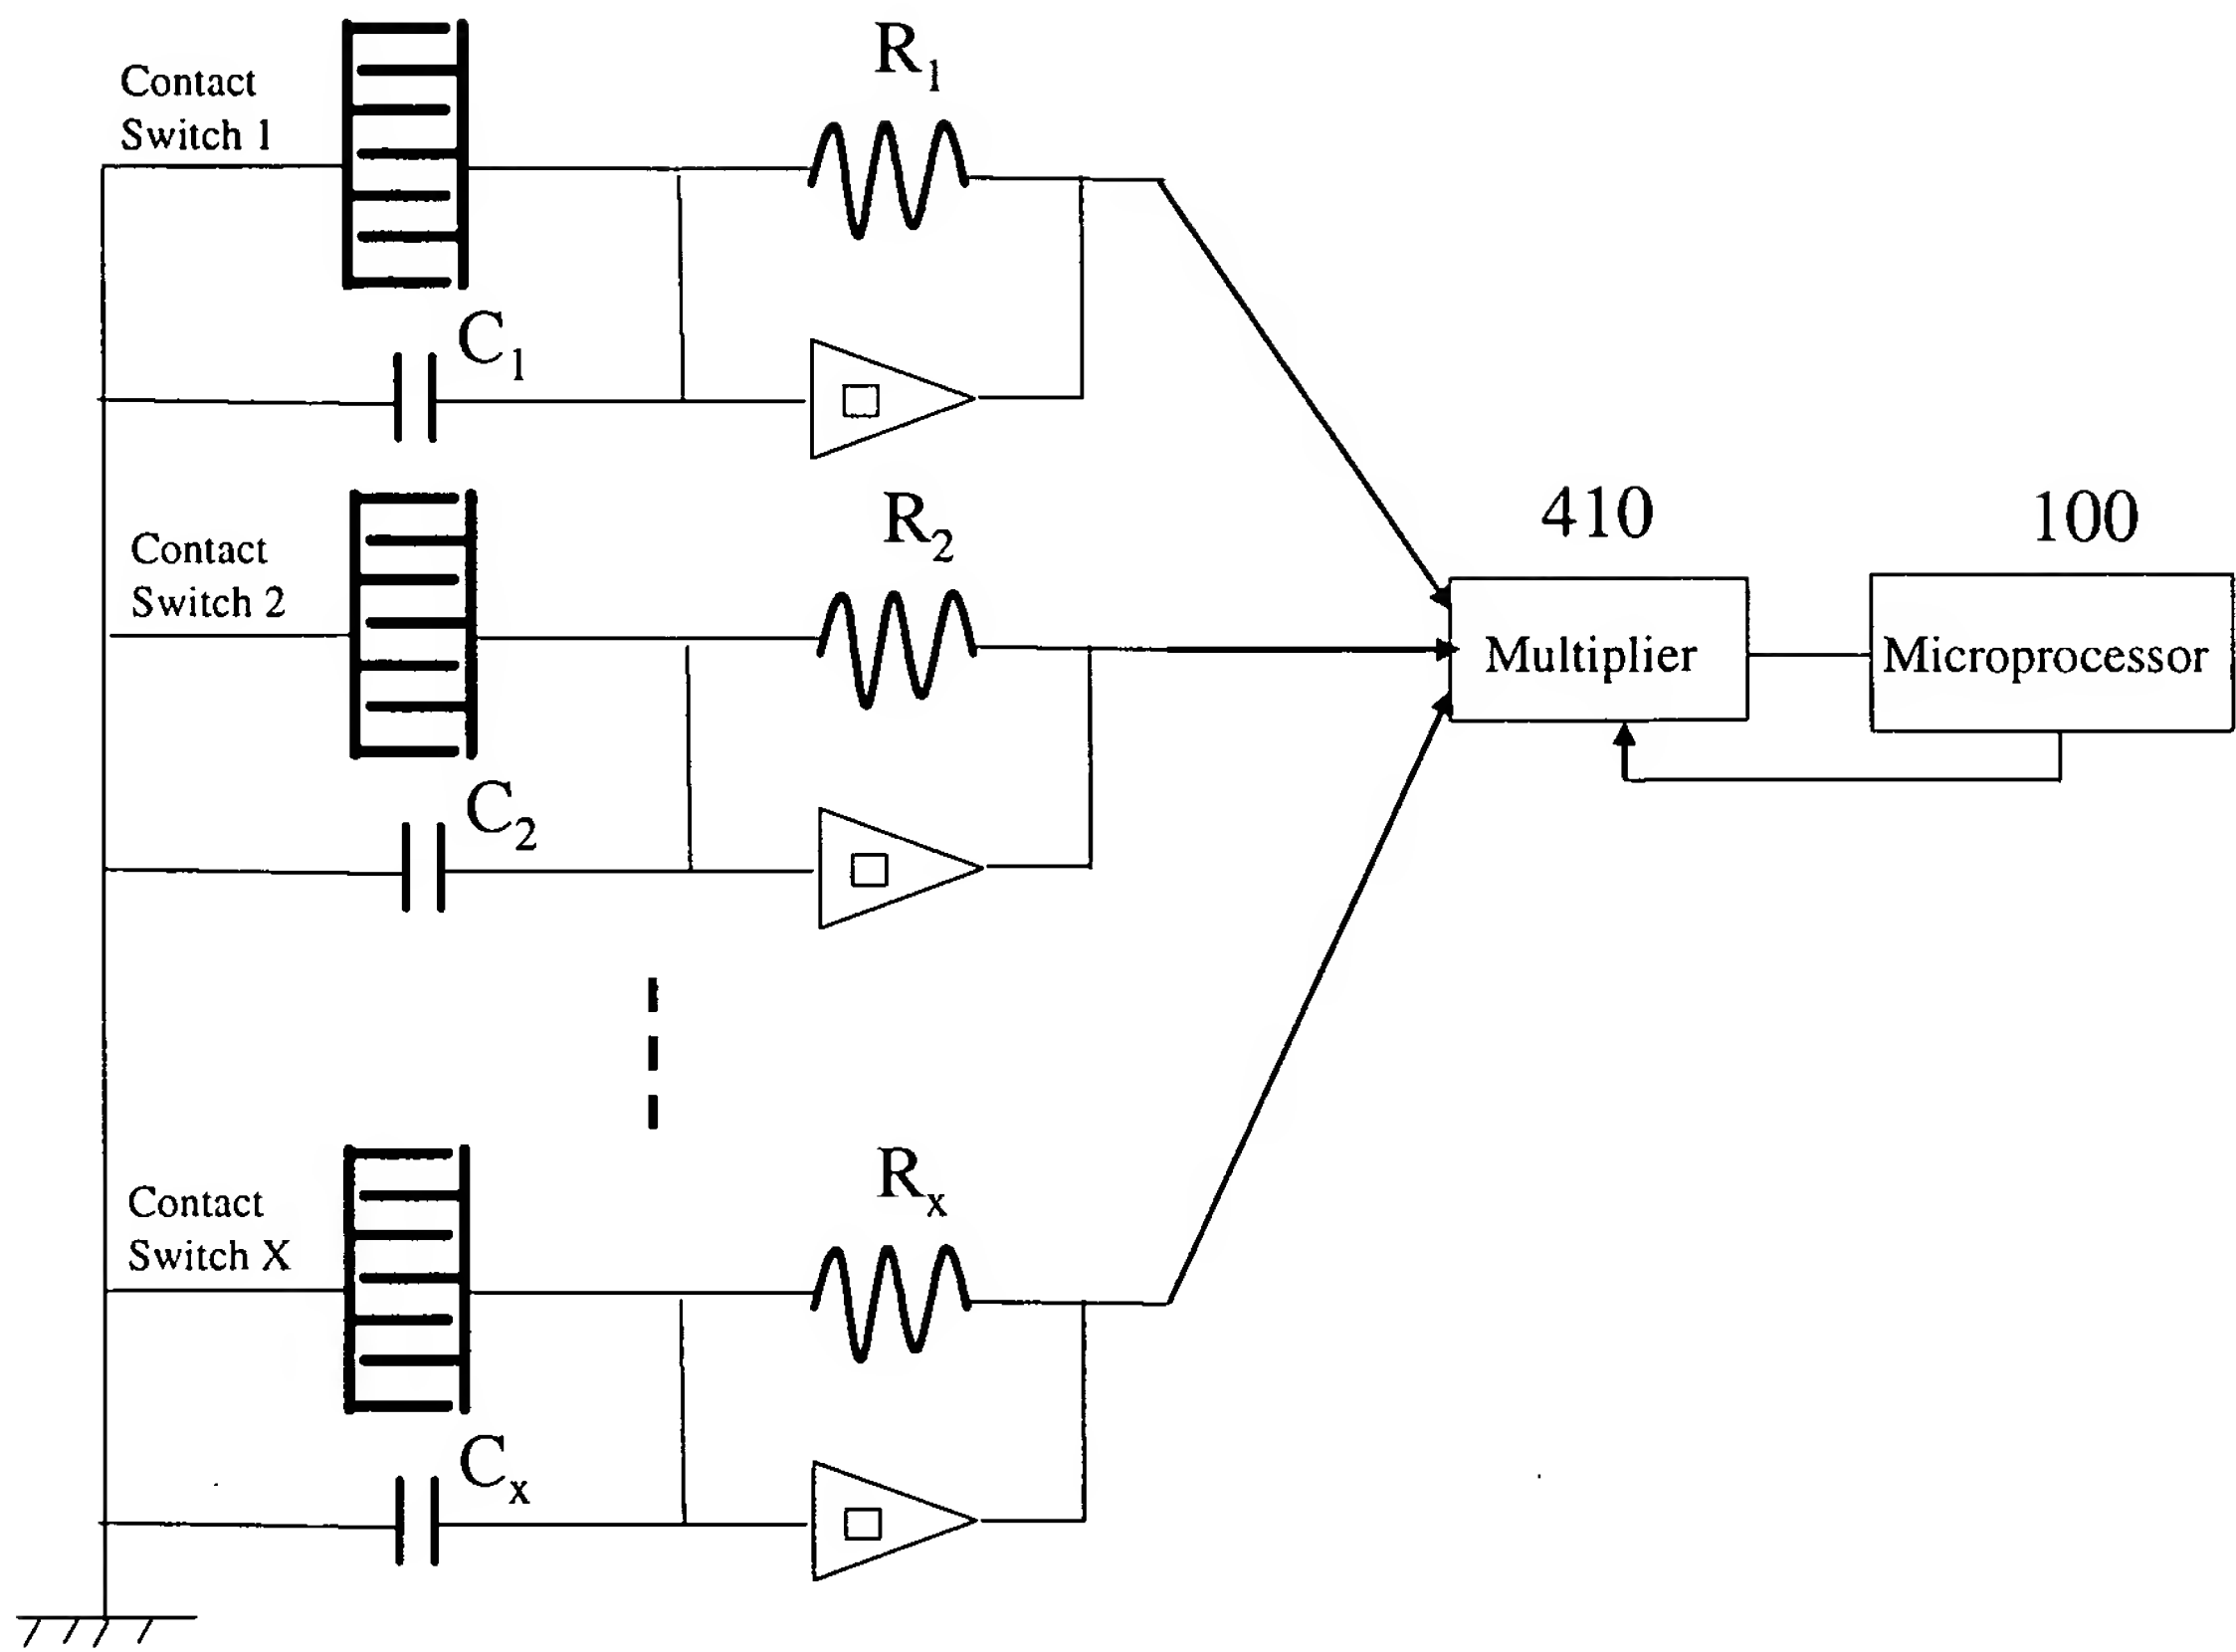 Contact
Switch 1
R1
C1
Contact
Switch 2
R2
C2
410
100
Multiplier
Microprocessor
Contact
Switch X
Rx
Cx